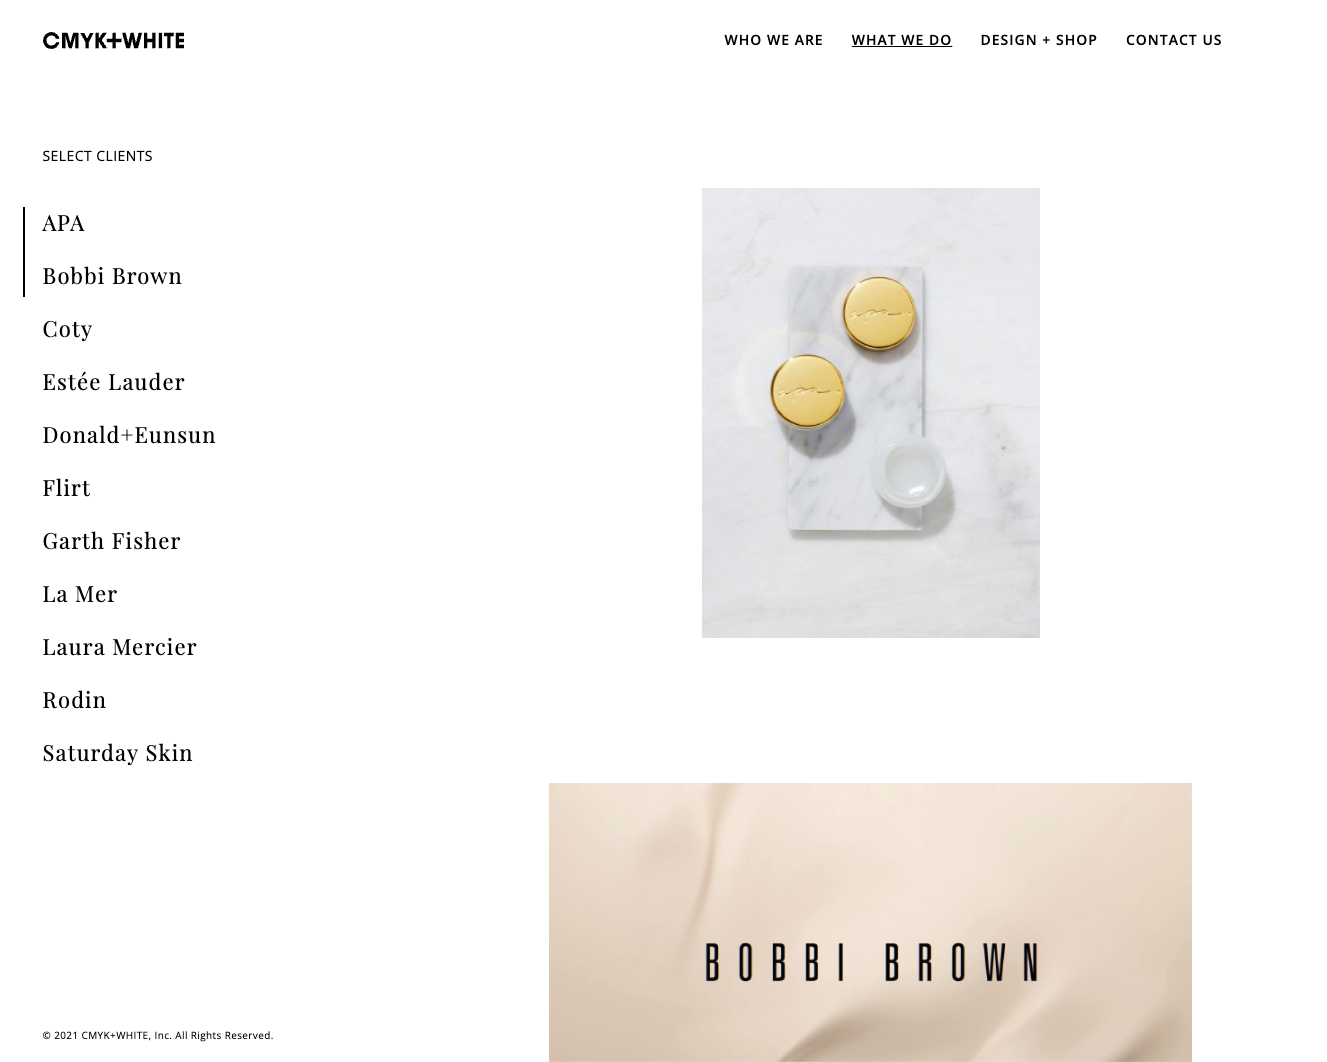 CMYK+WHITE
WHO WE ARE
WHAT WE DO
DESIGN + SHOP
CONTACT US
SELECT CLIENTS
APA
Bobbi Brown
Coty
Estée Lauder
Donald+Eunsun
Flirt
Garth Fisher
La Mer
Laura Mercier
Rodin
Saturday Skin
apa
apa
BOBBI BROWN
© 2021 CMYK+WHITE, Inc. All Rights Reserved.